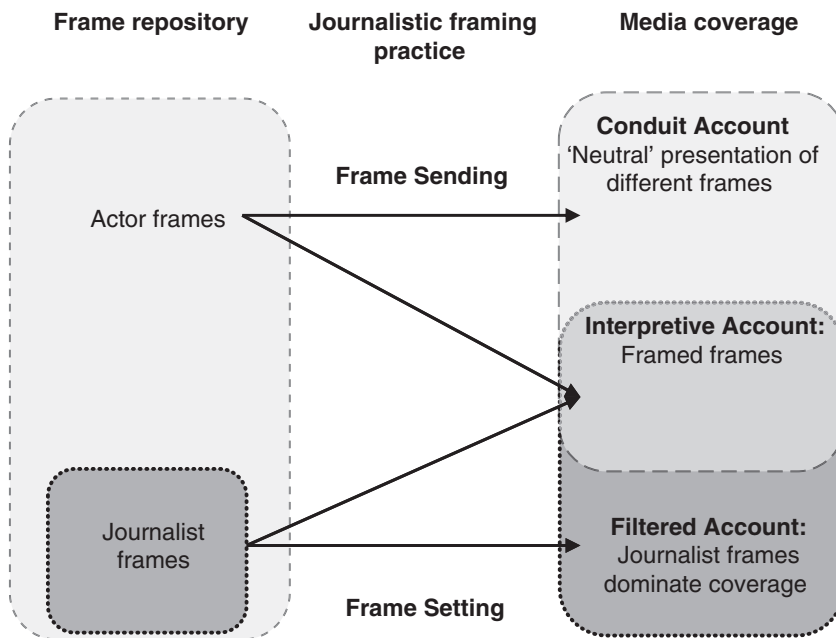 Frame repository
Journalistic framing
practice
Media coverage
Conduit Account
‘Neutral’ presentation of
different frames
Frame Sending
Actor frames
Interpretive Account:
Framed frames
Journalist
frames
Filtered Account:
Journalist frames
dominate coverage
Frame Setting